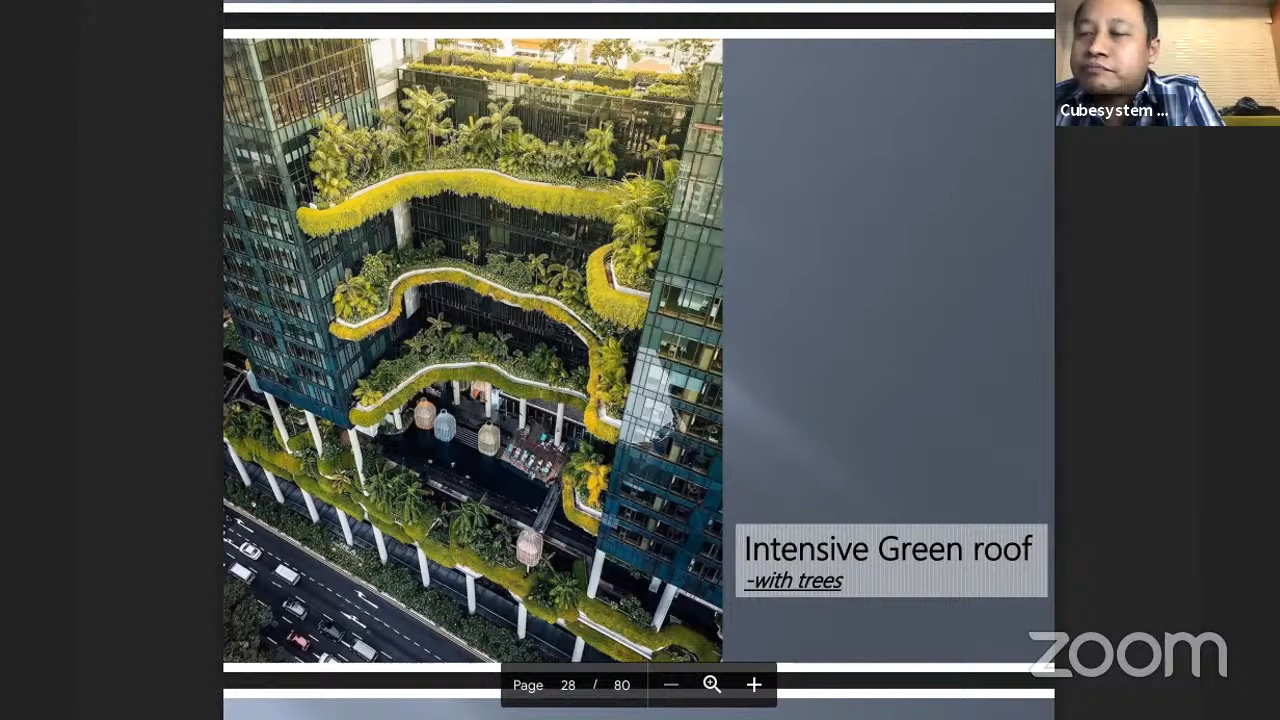 Cubesystem ...
Intensive Green roof
-with trees
zoom
Page 28 / 80